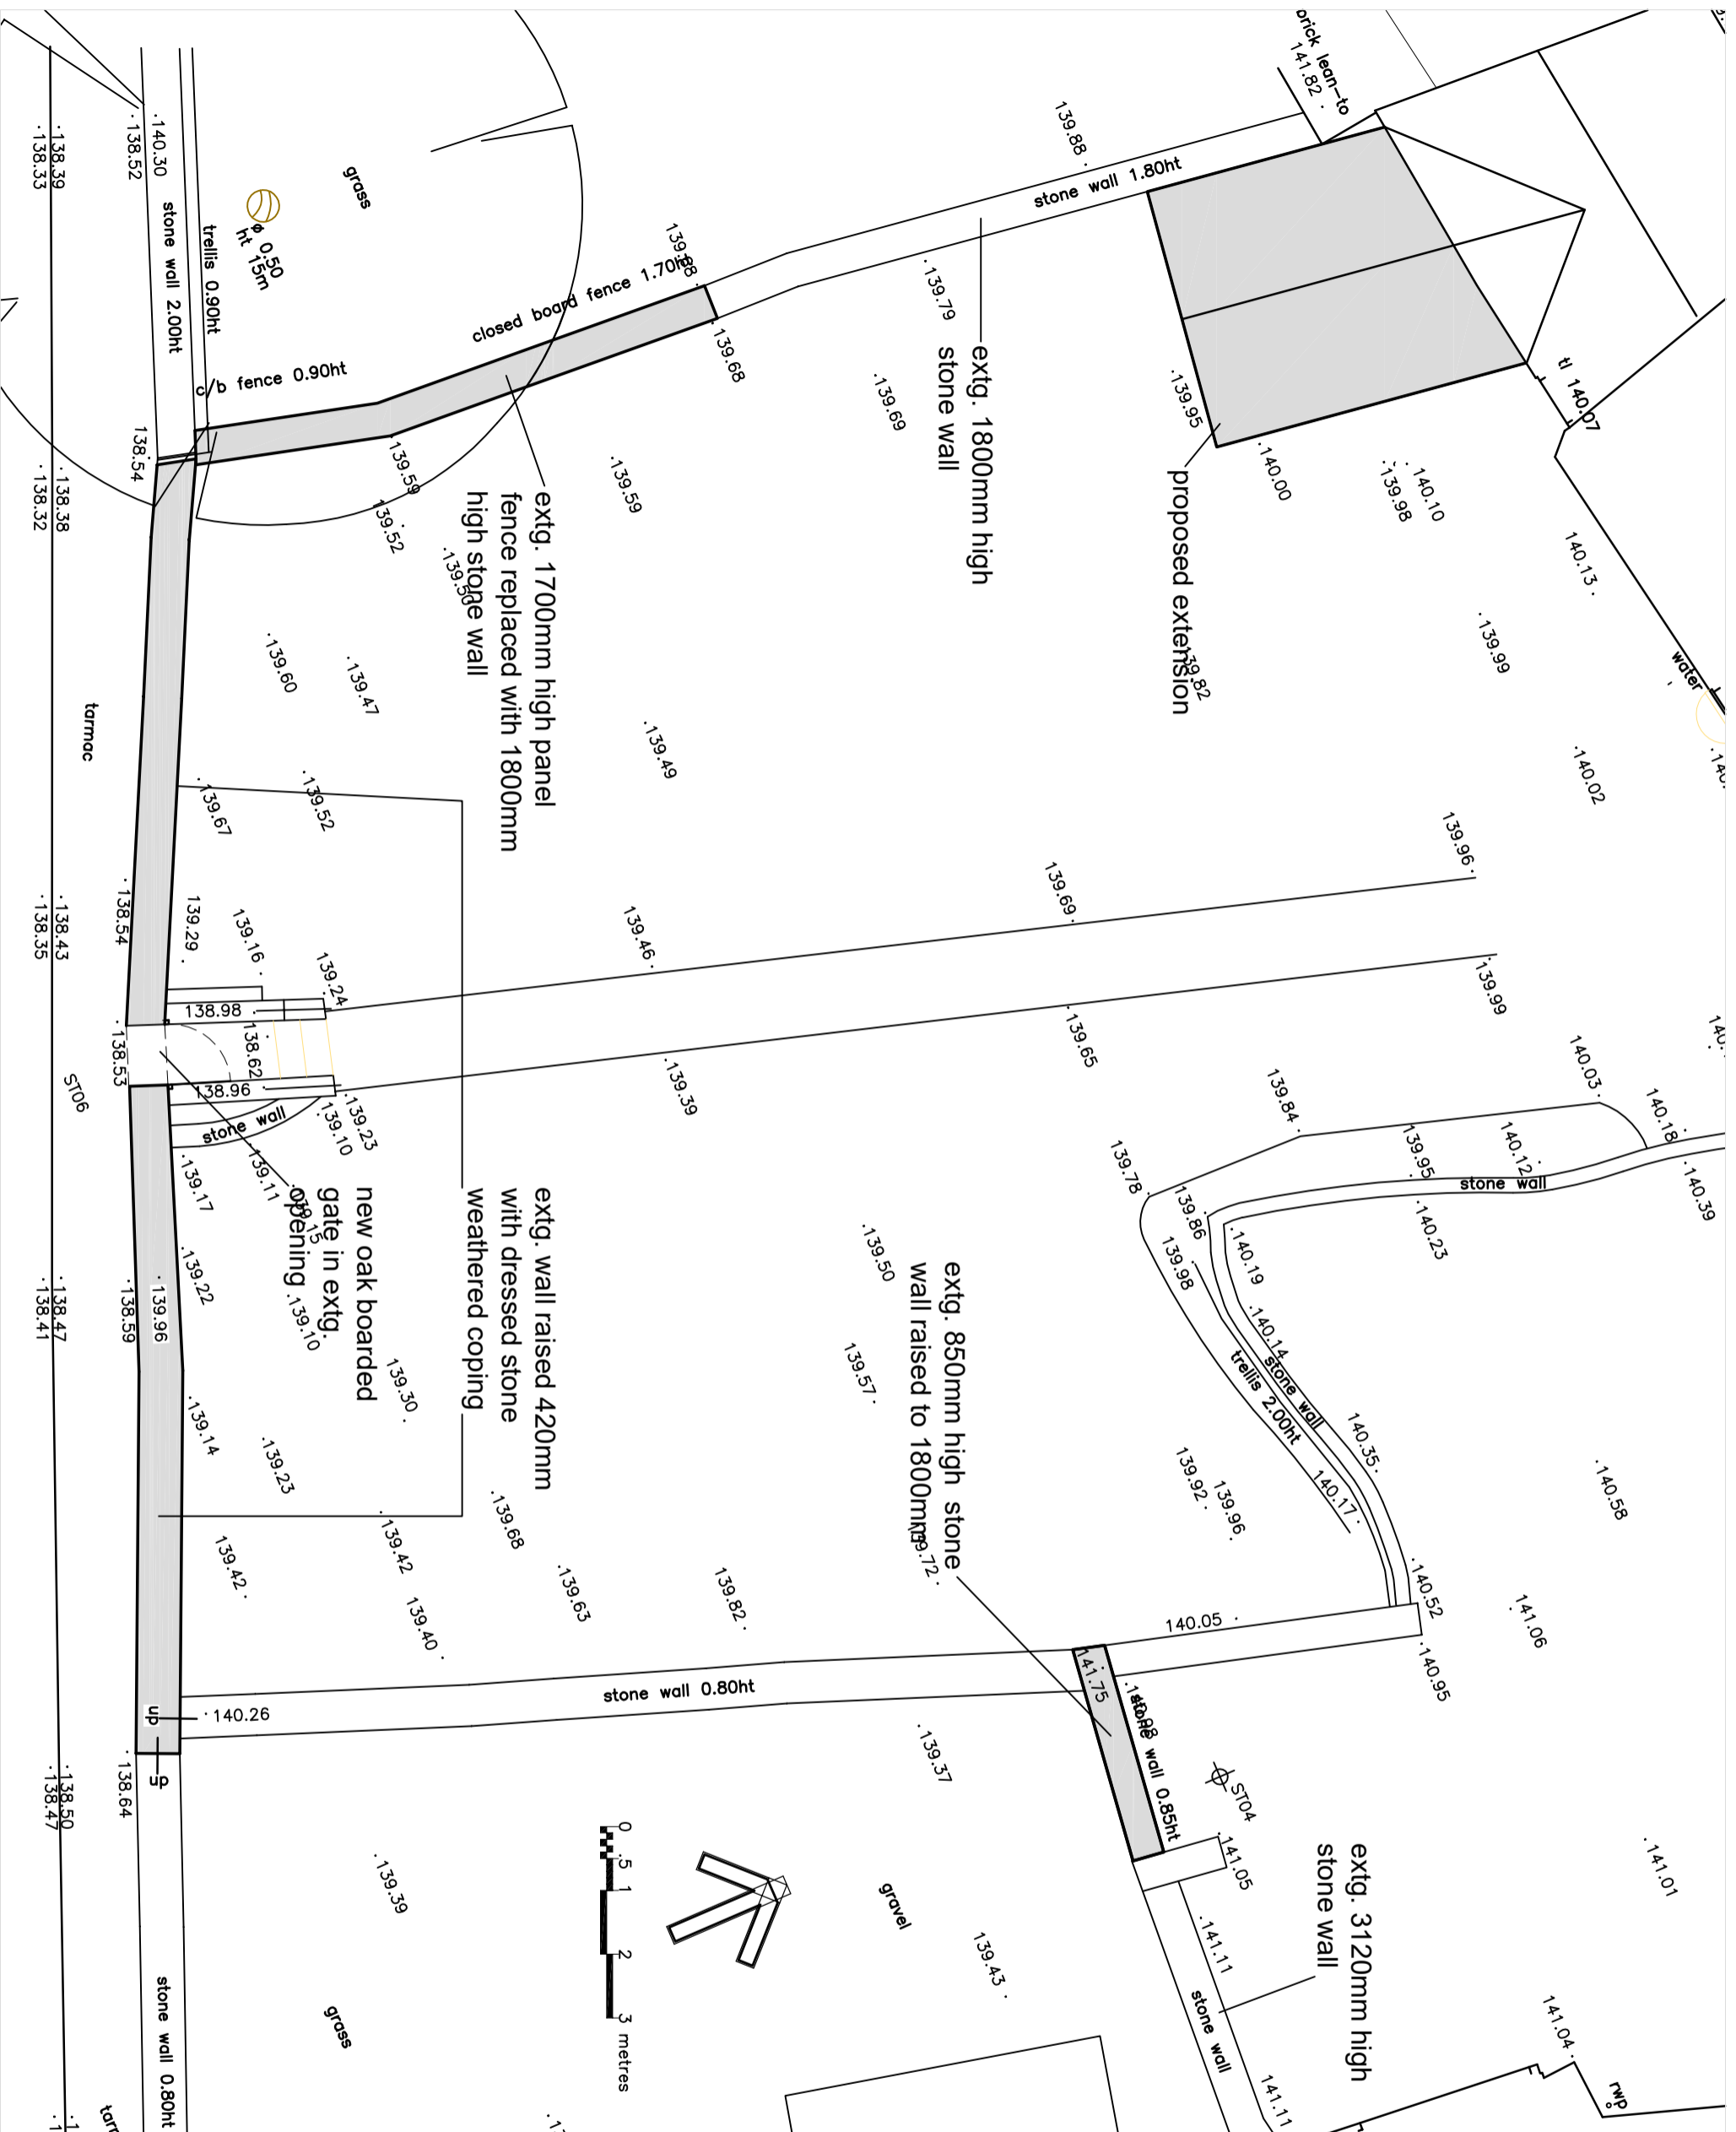 brick lean-to
141.82
139.88
stone wall 1.80ht
extg. 1800mm high
stone wall
139.79
139.69
139.95
140.00
proposed extension
139.82
tl 140.07
140.10
139.98
140.13
139.99
water
140.02
139.68
closed board fence 1.70ht
c/b fence 0.90ht
grass
ø 0.50
ht 15m
trellis 0.90ht
stone wall 2.00ht
140.30
138.52
138.39
138.33
138.54
138.38
138.32
139.59
139.52
139.50
139.59
extg. 1700mm high panel
fence replaced with 1800mm
high stone wall
139.60
139.47
139.49
tarmac
139.67
139.52
138.54
139.29
139.16
139.24
138.43
138.35
138.98
138.62
138.96
138.53
ST06
stone wall
139.46
139.69
139.96
139.99
139.65
139.39
139.23
139.10
139.17
139.11
139.15
139.22
139.10
new oak boarded
gate in extg.
opening
extg. wall raised 420mm
with dressed stone
weathered coping
138.47
138.41
138.59
139.96
139.14
139.30
139.23
139.42
139.42
139.40
139.68
139.63
139.82
139.50
139.57
139.72
extg. 850mm high stone
wall raised to 1800mm
139.84
139.78
139.86
139.98
140.03
140.18
139.95
140.12
stone wall
140.39
140.23
140.19
140.14
stone wall
trellis 2.00ht
140.35
140.17
139.92
139.96
140.58
140.52
141.06
140.95
140.05
141.75
stone wall 0.85ht
stone wall 0.80ht
140.26
up
up
138.64
138.50
138.47
139.37
ST04
141.05
141.11
141.01
extg. 3120mm high
stone wall
stone wall
141.11
141.04
rwp
139.43
gravel
0 .5 1 2 3 metres
139.39
grass
stone wall 0.80ht